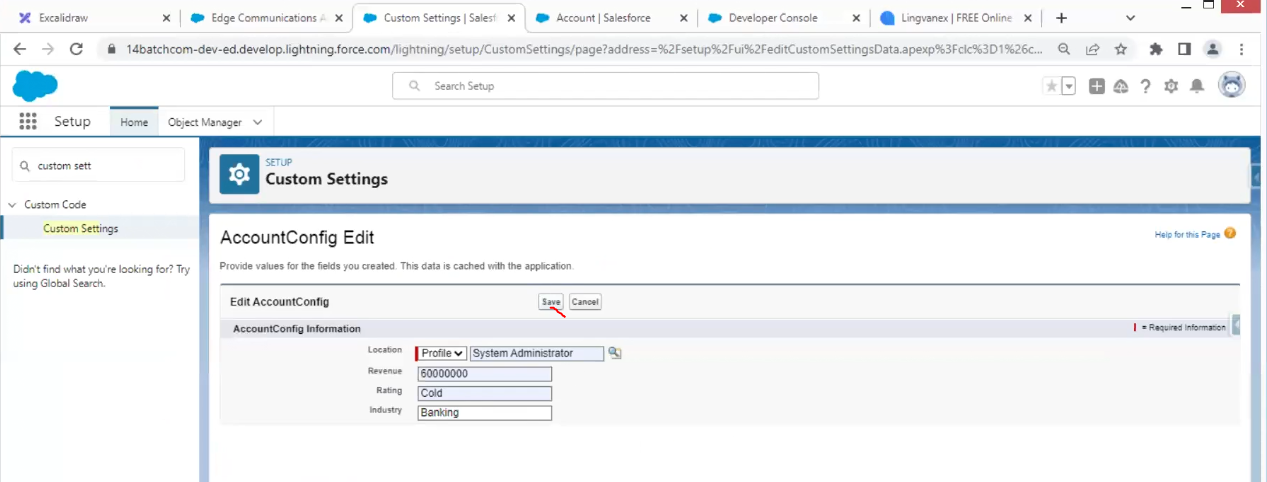 Excalidraw
Edge Communications A
Custom Settings | Salesf
Account | Salesforce
Developer Console
Lingvanex | FREE Online
14batchcom-dev-ed.develop.lightning.force.com/lightning/setup/CustomSettings/page?address=%2Fsetup%2Fui%2FeditCustomSettingsData.apexp%3Fclc%3D1%26c...
Search Setup
Setup
Home
Object Manager
custom sett
Custom Code
Custom Settings
Didn't find what you're looking for? Try
using Global Search.
SETUP
Custom Settings
AccountConfig Edit
Help for this Page
Provide values for the fields you created. This data is cached with the application.
Edit AccountConfig
Save
Cancel
AccountConfig Information
= Required Information
Location Profile System Administrator
Revenue 60000000
Rating Cold
Industry Banking